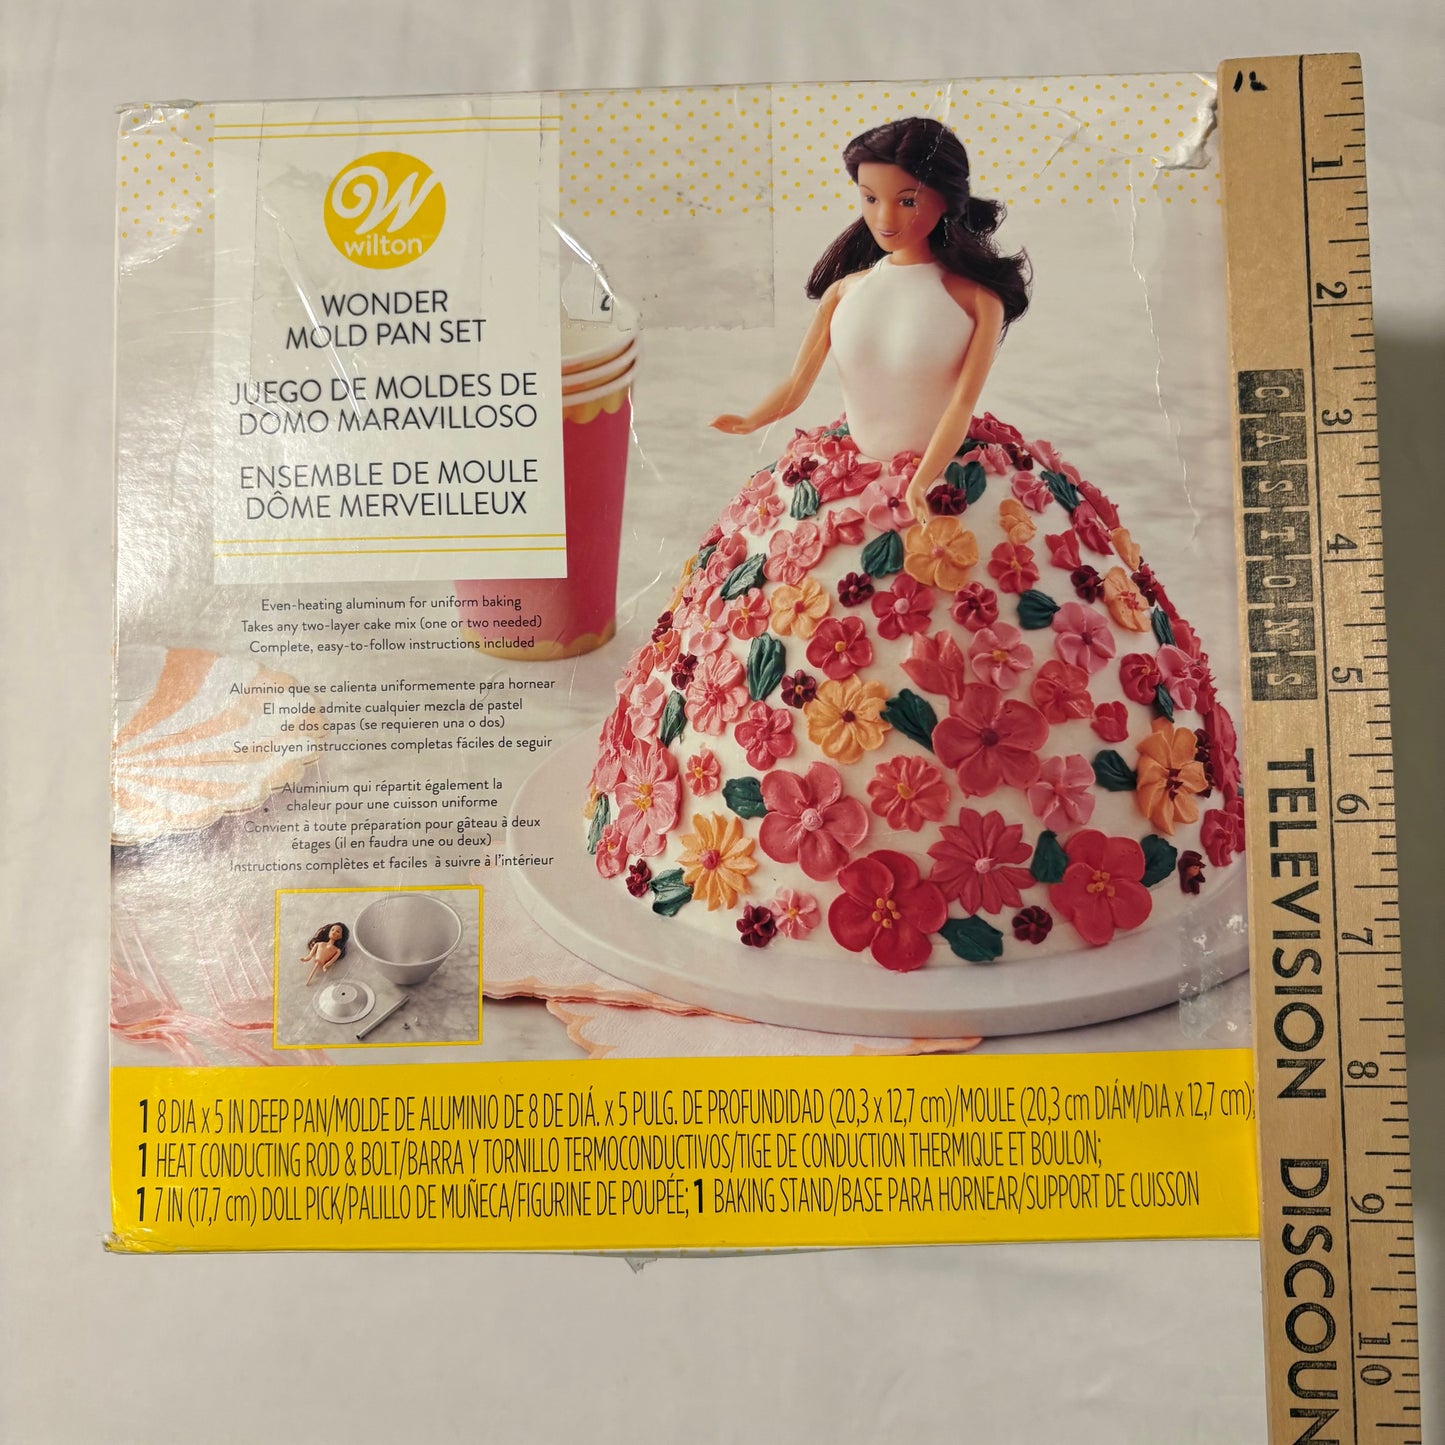 wilton
WONDER
MOLD PAN SET
JUEGO DE MOLDES DE
DOMO MARAVILLOSO
ENSEMBLE DE MOULE
DÔME MERVEILLEUX
Even-heating aluminum for uniform baking
Takes any two-layer cake mix (one or two needed)
Complete, easy-to-follow instructions included
Aluminio que se calienta uniformemente para hornear
El molde admite cualquier mezcla de pastel
de dos capas (se requieren una o dos)
Se incluyen instrucciones completas fáciles de seguir
Aluminium qui répartit également la
chaleur pour une cuisson uniforme
Convient à toute préparation pour gâteau à deux
étages (il en faudra une ou deux)
Instructions complètes et faciles à suivre à l'intérieur
1 8 DIA x 5 IN DEEP PAN/MOLDE DE ALUMINIO DE 8 DE DIÁ. x 5 PULG. DE PROFUNDIDAD (20,3 x 12,7 cm)/MOULE (20,3 cm DIÁM/DIA x 12,7 cm);
1 HEAT CONDUCTING ROD & BOLT/BARRA Y TORNILLO TERMOCONDUCTIVOS/TIGE DE CONDUCTION THERMIQUE ET BOULON;
1 7 IN (17,7 cm) DOLL PICK/PALILLO DE MUÑECA/FIGURINE DE POUPÉE; 1 BAKING STAND/BASE PARA HORNEAR/SUPPORT DE CUISSON
1 2 3 4 5 6 7 8 9 10
CASTONS TELEVISION DISCOUN